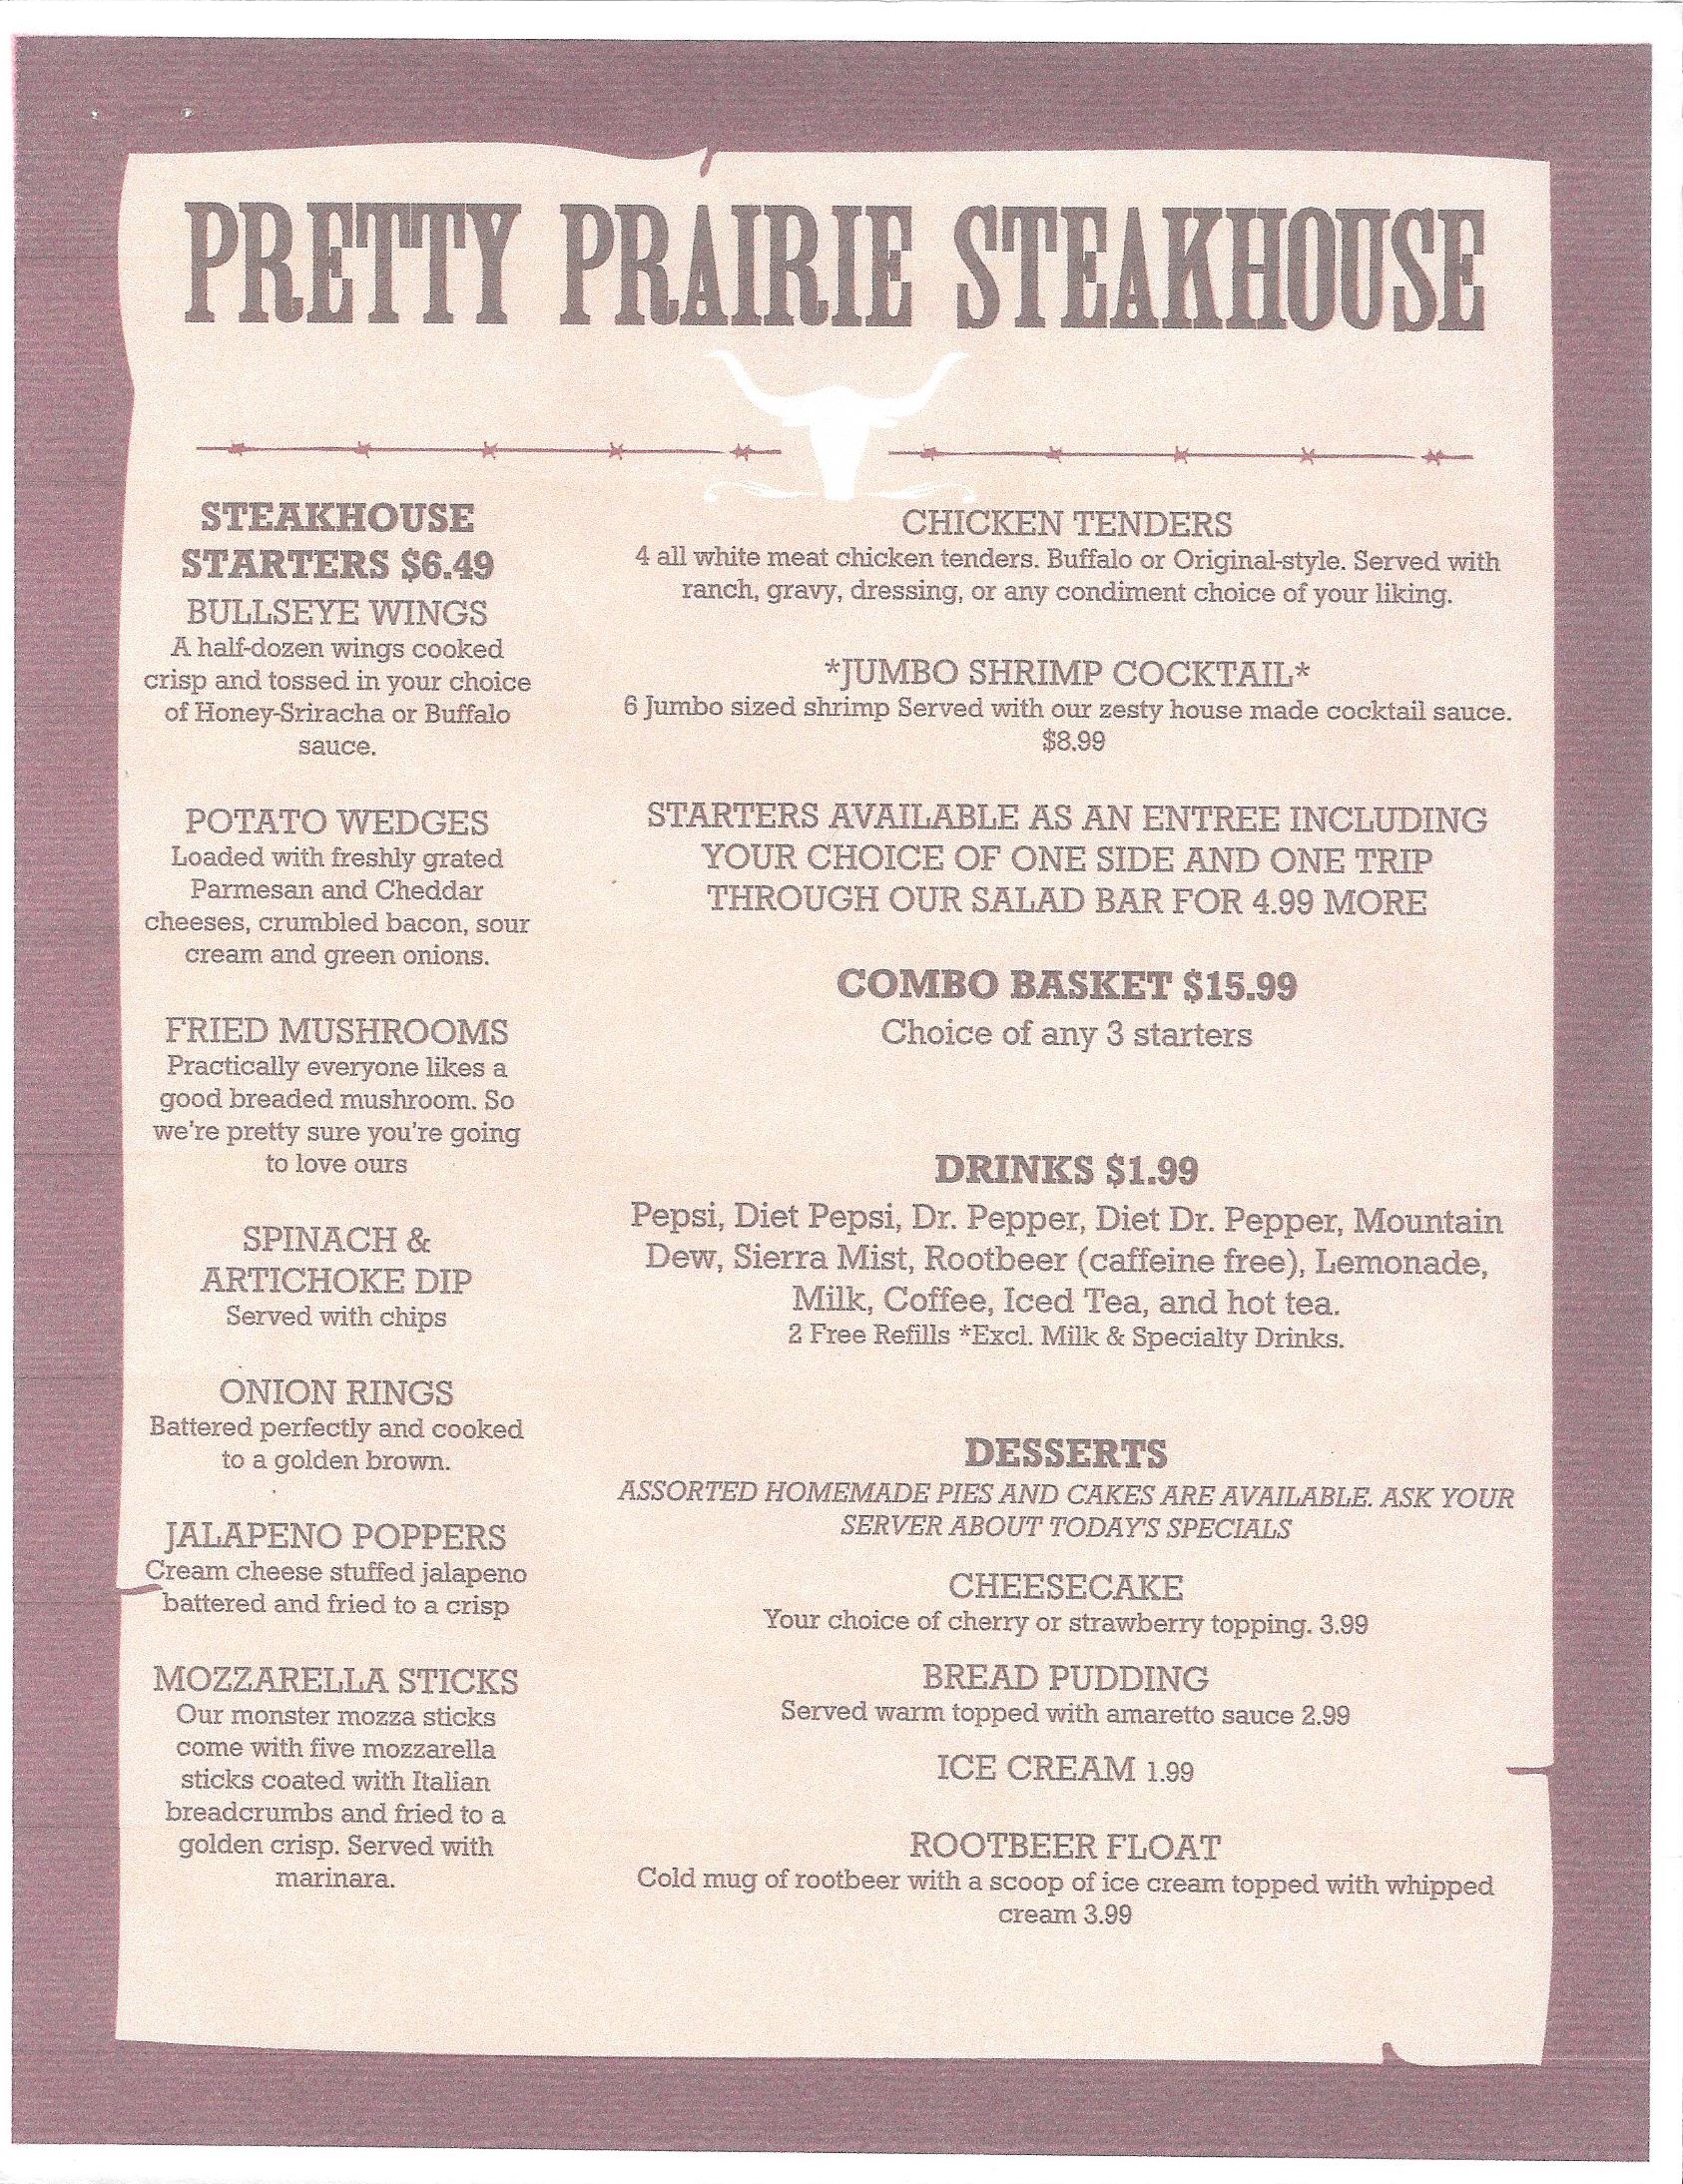 PRETTY PRAIRIE STEAKHOUSE
STEAKHOUSE
STARTERS $6.49
BULLSEYE WINGS
A half-dozen wings cooked
crisp and tossed in your choice
of Honey-Sriracha or Buffalo
sauce.
POTATO WEDGES
Loaded with freshly grated
Parmesan and Cheddar
cheeses, crumbled bacon, sour
cream and green onions.
FRIED MUSHROOMS
Practically everyone likes a
good breaded mushroom. So
we're pretty sure you're going
to love ours
SPINACH &
ARTICHOKE DIP
Served with chips
ONION RINGS
Battered perfectly and cooked
to a golden brown.
JALAPENO POPPERS
Cream cheese stuffed jalapeno
battered and fried to a crisp
MOZZARELLA STICKS
Our monster mozza sticks
come with five mozzarella
sticks coated with Italian
breadcrumbs and fried to a
golden crisp. Served with
marinara.
CHICKEN TENDERS
4 all white meat chicken tenders. Buffalo or Original-style. Served with
ranch, gravy, dressing, or any condiment choice of your liking.
*JUMBO SHRIMP COCKTAIL*
6 Jumbo sized shrimp Served with our zesty house made cocktail sauce.
$8.99
STARTERS AVAILABLE AS AN ENTREE INCLUDING
YOUR CHOICE OF ONE SIDE AND ONE TRIP
THROUGH OUR SALAD BAR FOR 4.99 MORE
COMBO BASKET $15.99
Choice of any 3 starters
DRINKS $1.99
Pepsi, Diet Pepsi, Dr. Pepper, Diet Dr. Pepper, Mountain
Dew, Sierra Mist, Rootbeer (caffeine free), Lemonade,
Milk, Coffee, Iced Tea, and hot tea.
2 Free Refills *Excl. Milk & Specialty Drinks.
DESSERTS
ASSORTED HOMEMADE PIES AND CAKES ARE AVAILABLE. ASK YOUR
SERVER ABOUT TODAY'S SPECIALS
CHEESECAKE
Your choice of cherry or strawberry topping. 3.99
BREAD PUDDING
Served warm topped with amaretto sauce 2.99
ICE CREAM 1.99
ROOTBEER FLOAT
Cold mug of rootbeer with a scoop of ice cream topped with whipped
cream 3.99